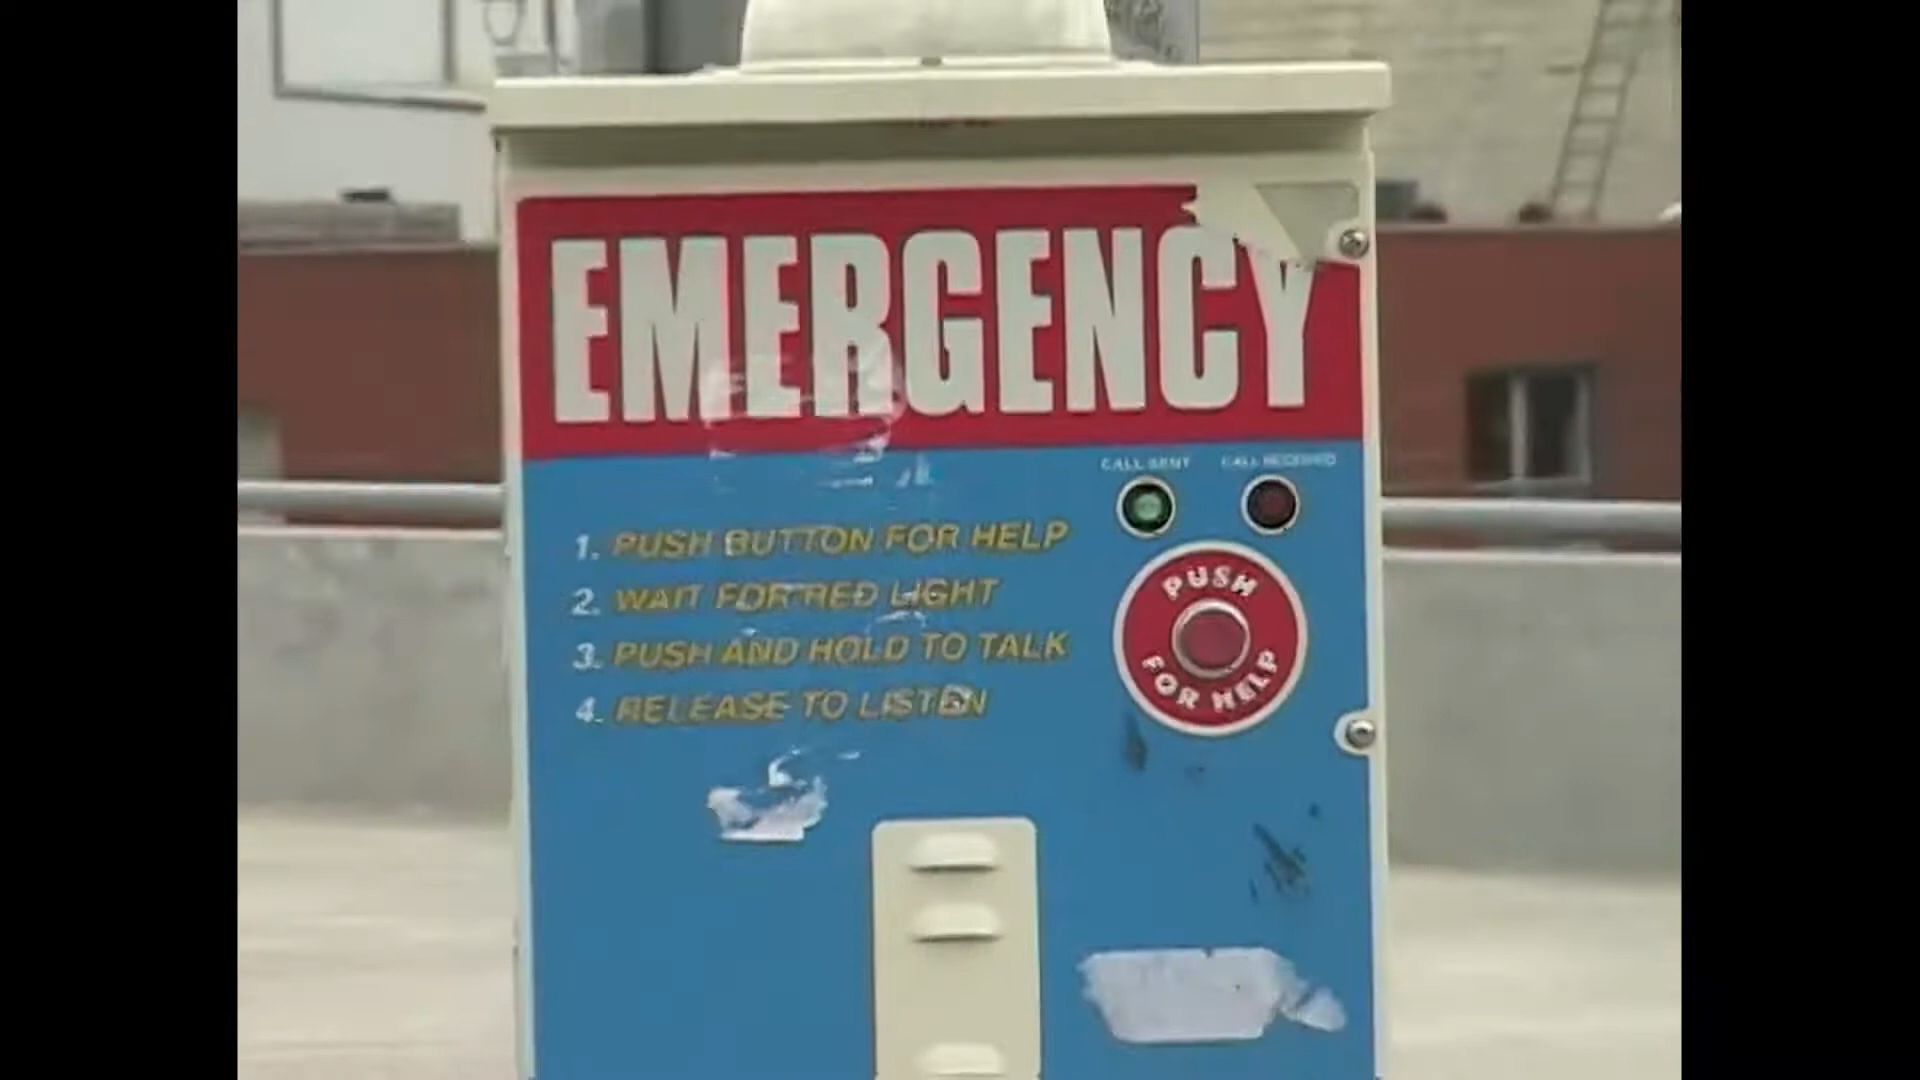 EMERGENCY
CALL SENT
CALL RECEIVED
1. PUSH BUTTON FOR HELP
2. WAIT FOR RED LIGHT
3. PUSH AND HOLD TO TALK
4. RELEASE TO LISTEN
PUSH
FOR HELP